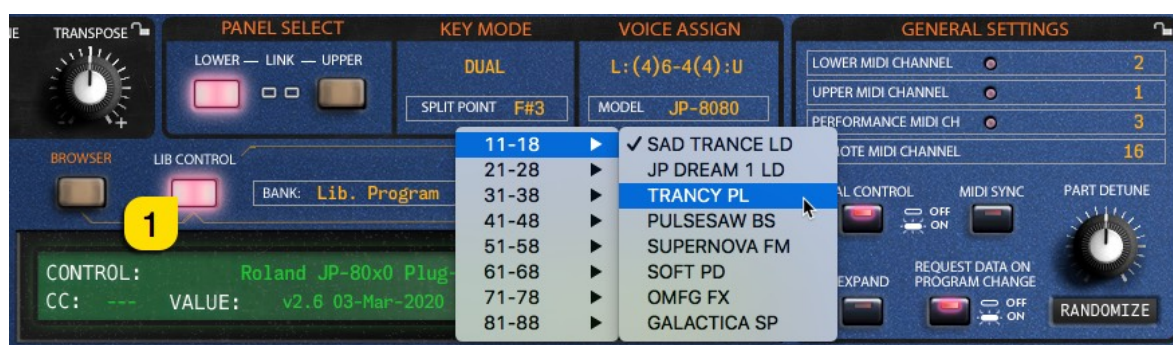 TRANSPOSE
PANEL SELECT
KEY MODE
VOICE ASSIGN
GENERAL SETTINGS
LOWER — LINK — UPPER
DUAL
L:(4)6-4(4):U
LOWER MIDI CHANNEL 2
UPPER MIDI CHANNEL 1
SPLIT POINT F#3
MODEL JP-8080
PERFORMANCE MIDI CH 3
MIDI CHANNEL 16
BROWSER
LIB CONTROL
BANK: Lib. Program
11-18
21-28
31-38
41-48
51-58
61-68
71-78
81-88
✓ SAD TRANCE LD
JP DREAM 1 LD
TRANCY PL
PULSESAW BS
SUPERNOVA FM
SOFT PD
OMFG FX
GALACTICA SP
CONTROL
MIDI SYNC
PART DETUNE
OFF
ON
1
CONTROL: Roland JP-80x0 Plug-
CC: --- VALUE: v2.6 03-Mar-2020
EXPAND
REQUEST DATA ON
PROGRAM CHANGE
OFF
ON
RANDOMIZE